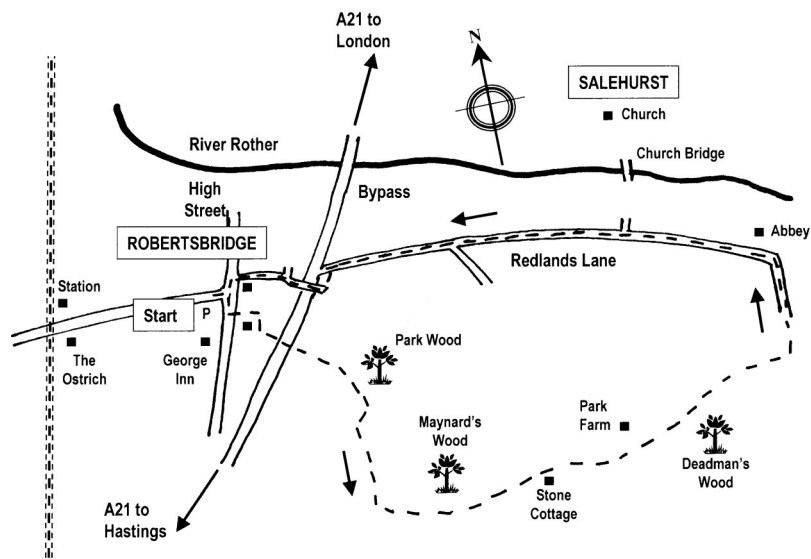 A21 to
London
N
SALEHURST
Church
River Rother
Church Bridge
High
Street
Bypass
ROBERTSBRIDGE
Abbey
Redlands Lane
Station
Start
P
The
Ostrich
George
Inn
Park Wood
Maynard's
Wood
Park
Farm
Deadman's
Wood
Stone
Cottage
A21 to
Hastings